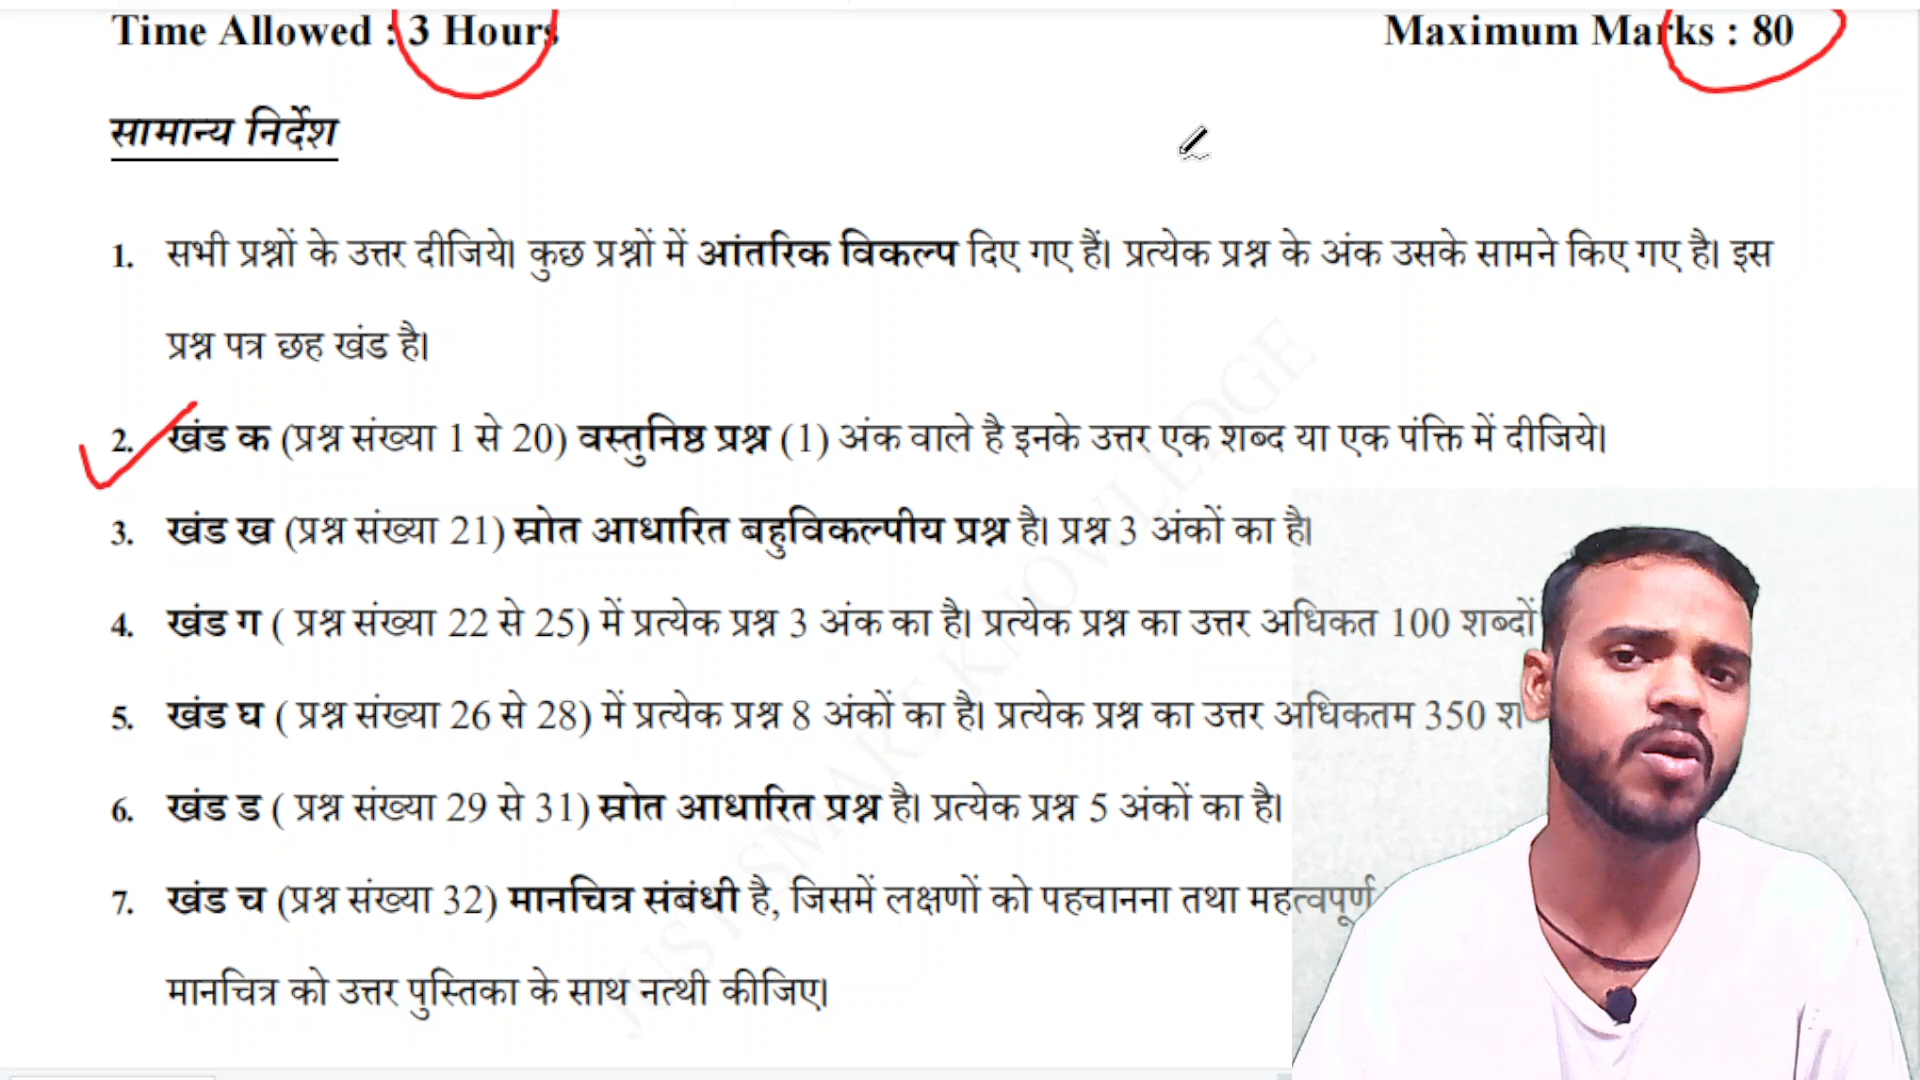 Time Allowed : 3 Hours Maximum Marks : 80
सामान्य निर्देश
1. सभी प्रश्नों के उत्तर दीजिये। कुछ प्रश्नों में आंतरिक विकल्प दिए गए हैं। प्रत्येक प्रश्न के अंक उसके सामने किए गए है। इस
प्रश्न पत्र छह खंड है।
2. खंड क (प्रश्न संख्या 1 से 20) वस्तुनिष्ठ प्रश्न (1) अंक वाले है इनके उत्तर एक शब्द या एक पंक्ति में दीजिये।
3. खंड ख (प्रश्न संख्या 21) स्रोत आधारित बहुविकल्पीय प्रश्न है। प्रश्न 3 अंकों का है।
4. खंड ग ( प्रश्न संख्या 22 से 25) में प्रत्येक प्रश्न 3 अंक का है। प्रत्येक प्रश्न का उत्तर अधिकत 100 शब्दों
5. खंड घ ( प्रश्न संख्या 26 से 28) में प्रत्येक प्रश्न 8 अंकों का है। प्रत्येक प्रश्न का उत्तर अधिकतम 350
6. खंड ड ( प्रश्न संख्या 29 से 31) स्रोत आधारित प्रश्न है। प्रत्येक प्रश्न 5 अंकों का है।
7. खंड च (प्रश्न संख्या 32) मानचित्र संबंधी है, जिसमें लक्षणों को पहचानना तथा महत्वपूर्ण
मानचित्र को उत्तर पुस्तिका के साथ नत्थी कीजिए।
JUST SMART KNOWLEDGE